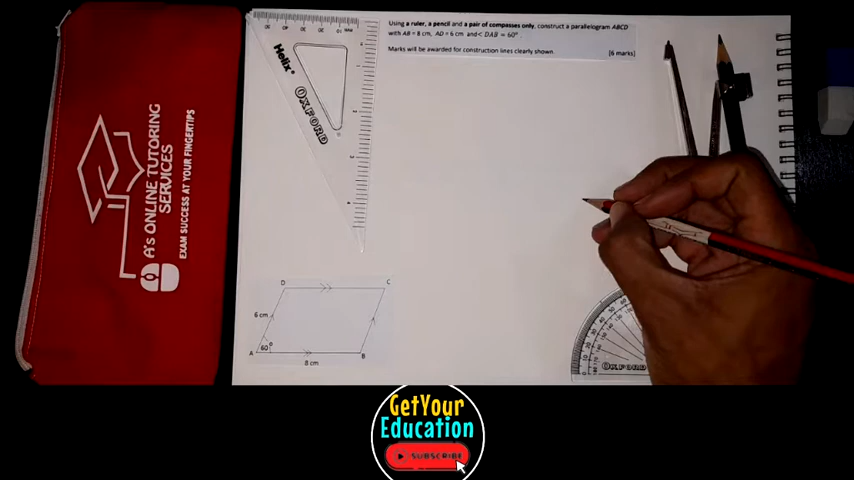 Using a ruler, a pencil and a pair of compasses only, construct a parallelogram ABCD
with AB = 8 cm, AD = 6 cm and < DAB = 60°.
Marks will be awarded for construction lines clearly shown.
[6 marks]
Helix
OXFORD
A's ONLINE TUTORING
SERVICES
EXAM SUCCESS AT YOUR FINGERTIPS
D
C
6 cm
60°
A
B
8 cm
OXFORD
GetYour
Education
SUBSCRIBE